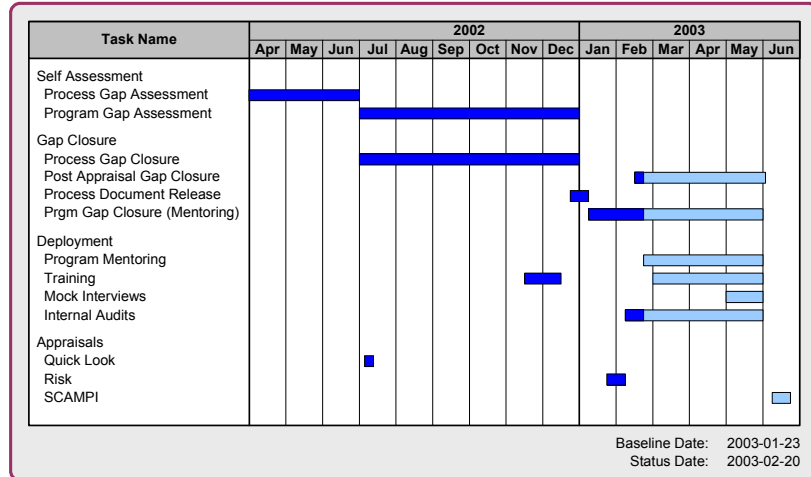 Task Name
2002 2003
Apr May Jun Jul Aug Sep Oct Nov Dec Jan Feb Mar Apr May Jun
Self Assessment
Process Gap Assessment
Program Gap Assessment
Gap Closure
Process Gap Closure
Post Appraisal Gap Closure
Process Document Release
Prgm Gap Closure (Mentoring)
Deployment
Program Mentoring
Training
Mock Interviews
Internal Audits
Appraisals
Quick Look
Risk
SCAMPI
Baseline Date: 2003-01-23
Status Date: 2003-02-20